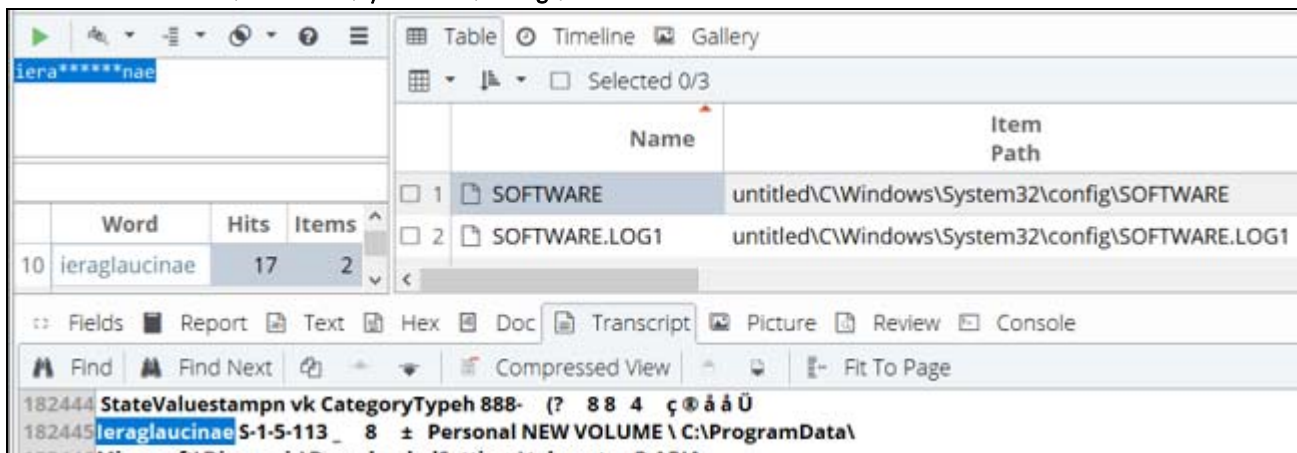 Table Timeline Gallery
iera******nae
Selected 0/3
Name Item Path
1 SOFTWARE untitled\C\Windows\System32\config\SOFTWARE
2 SOFTWARE.LOG1 untitled\C\Windows\System32\config\SOFTWARE.LOG1
Word Hits Items
10 ieraglaucinae 17 2
Fields Report Text Hex Doc Transcript Picture Review Console
Find Find Next Compressed View Fit To Page
182444 StateValuestampn vk CategoryTypeh 888- (? 8 8 4 ç ® å å Ü
182445 Ieraglaucinae S-1-5-113 _ 8 ± Personal NEW VOLUME \ C:\ProgramData\